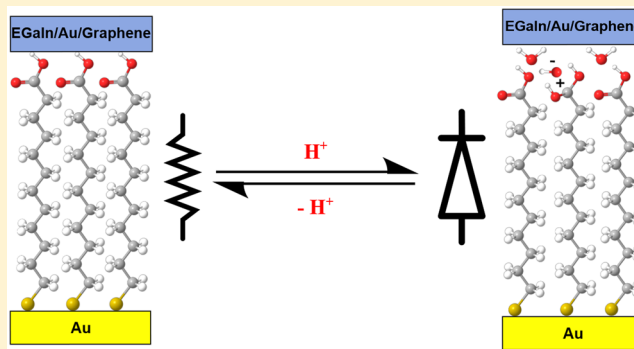 EGaIn/Au/Graphene
EGaIn/Au/Graphene
-
+
H+
- H+
Au
Au